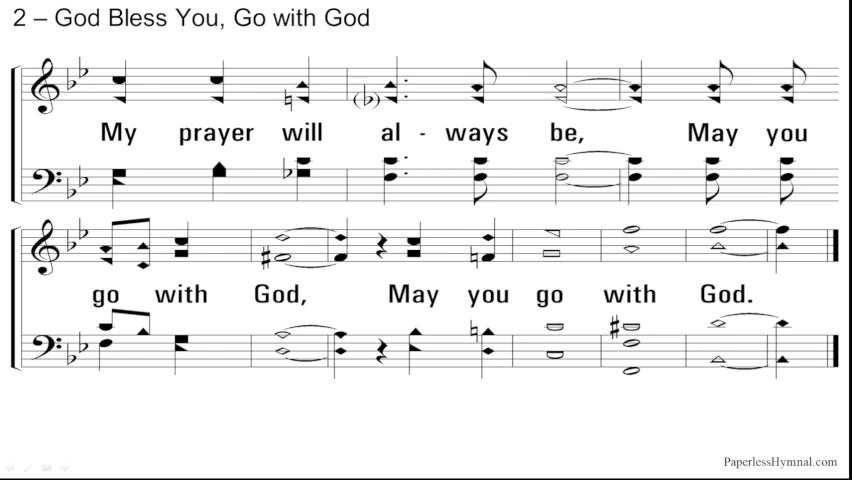 2 – God Bless You, Go with God
My prayer will al - ways be, May you
go with God, May you go with God.
PaperlessHymnal.com